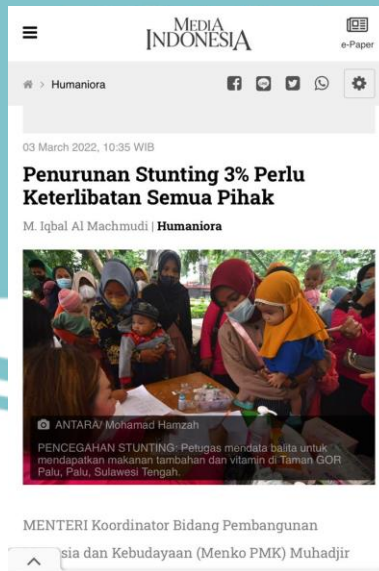 MEDIA
INDONESIA
e-Paper
Humaniora
03 March 2022, 10:35 WIB
Penurunan Stunting 3% Perlu
Keterlibatan Semua Pihak
M. Iqbal Al Machmudi | Humaniora
ANTARA/ Mohamad Hamzah
PENCEGAHAN STUNTING: Petugas mendata balita untuk
mendapatkan makanan tambahan dan vitamin di Taman GOR
Palu, Palu, Sulawesi Tengah.
MENTERI Koordinator Bidang Pembangunan
sia dan Kebudayaan (Menko PMK) Muhadjir